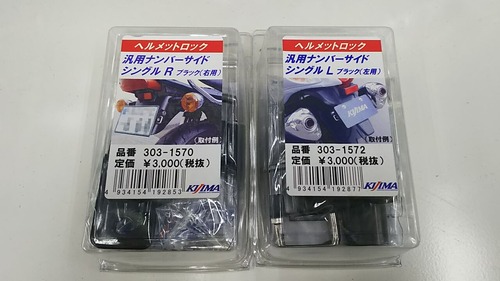 ヘルメットロック
汎用ナンバーサイド
シングル R ブラック(右用)
(取付例)
品番 303-1570
定価 ¥3,000(税抜)
4 934154 192853
KIJIMA
ヘルメットロック
汎用ナンバーサイド
シングル L ブラック(左用)
KIJIMA
(取付例)
品番 303-1572
定価 ¥3,000(税抜)
4 934154 192877
KIJIMA